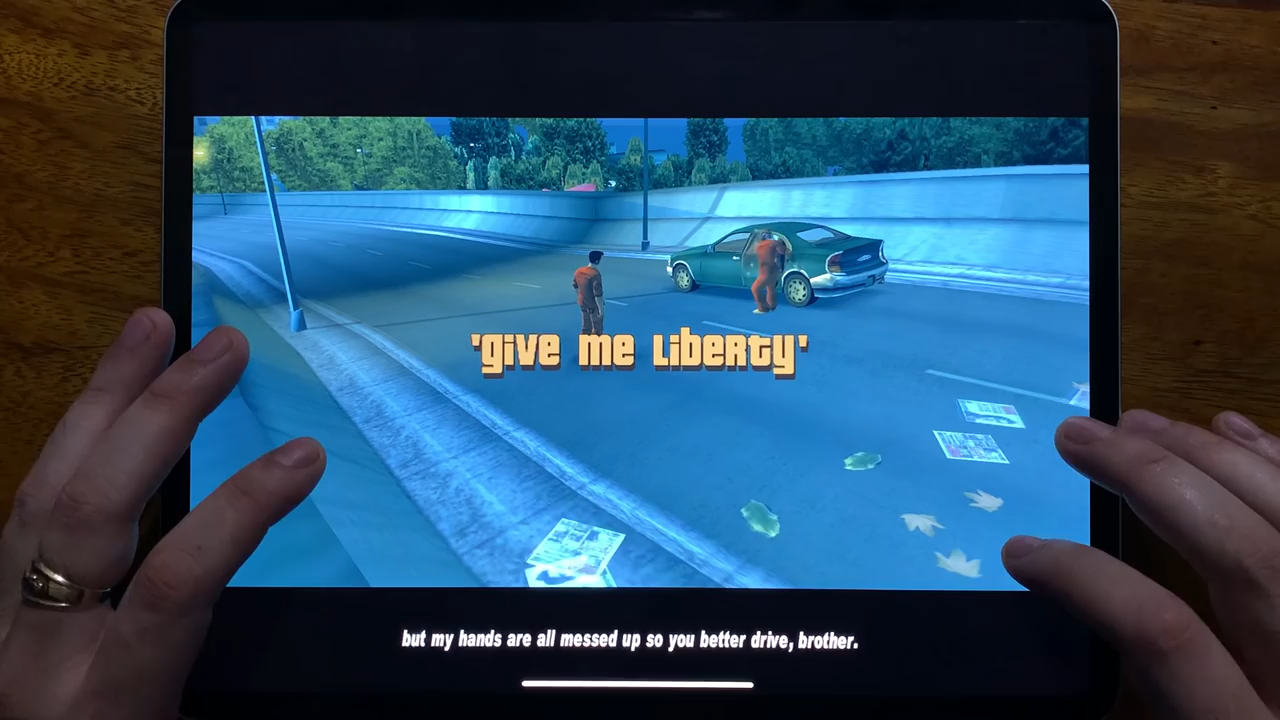 'give me liberty'
but my hands are all messed up so you better drive, brother.